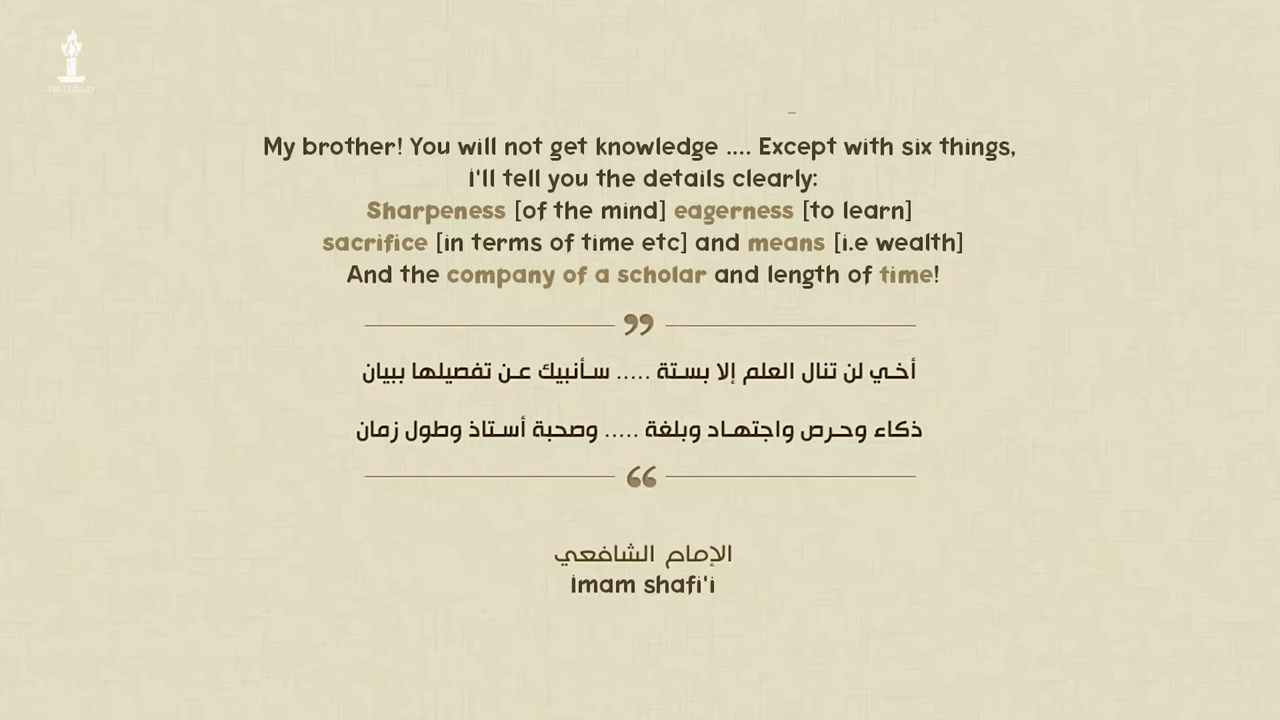 THE LEGACY
My brother! You will not get knowledge .... Except with six things,
i'll tell you the details clearly:
Sharpeness [of the mind] eagerness [to learn]
sacrifice [in terms of time etc] and means [i.e wealth]
And the company of a scholar and length of time!
أخي لن تنال العلم إلا بستة ..... سأنبيك عن تفصيلها ببيان
ذكاء وحرص واجتهاد وبلغة ..... وصحبة أستاذ وطول زمان
الإمام الشافعي
imam shafi'i